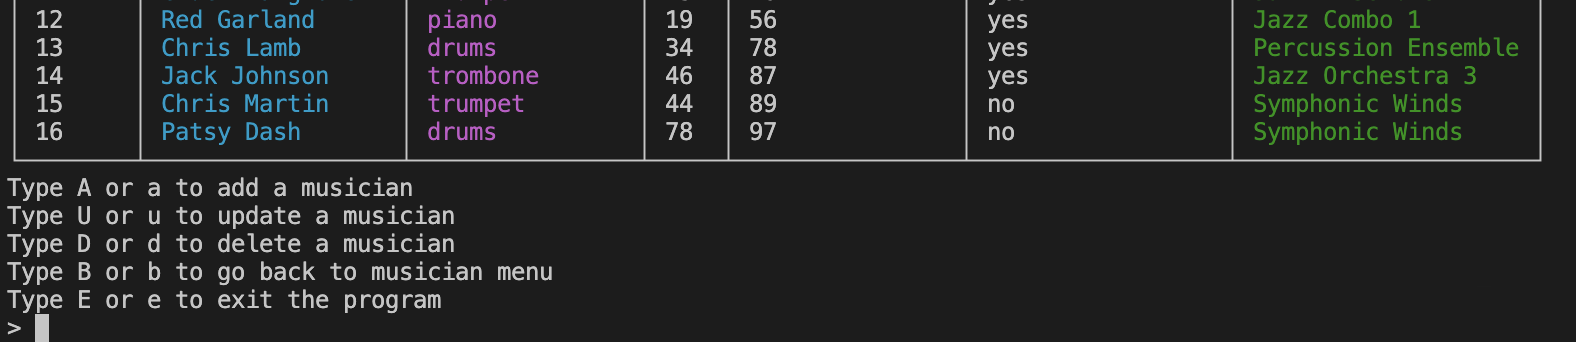 12 Red Garland piano 19 56 yes Jazz Combo 1
13 Chris Lamb drums 34 78 yes Percussion Ensemble
14 Jack Johnson trombone 46 87 yes Jazz Orchestra 3
15 Chris Martin trumpet 44 89 no Symphonic Winds
16 Patsy Dash drums 78 97 no Symphonic Winds
Type A or a to add a musician
Type U or u to update a musician
Type D or d to delete a musician
Type B or b to go back to musician menu
Type E or e to exit the program
>